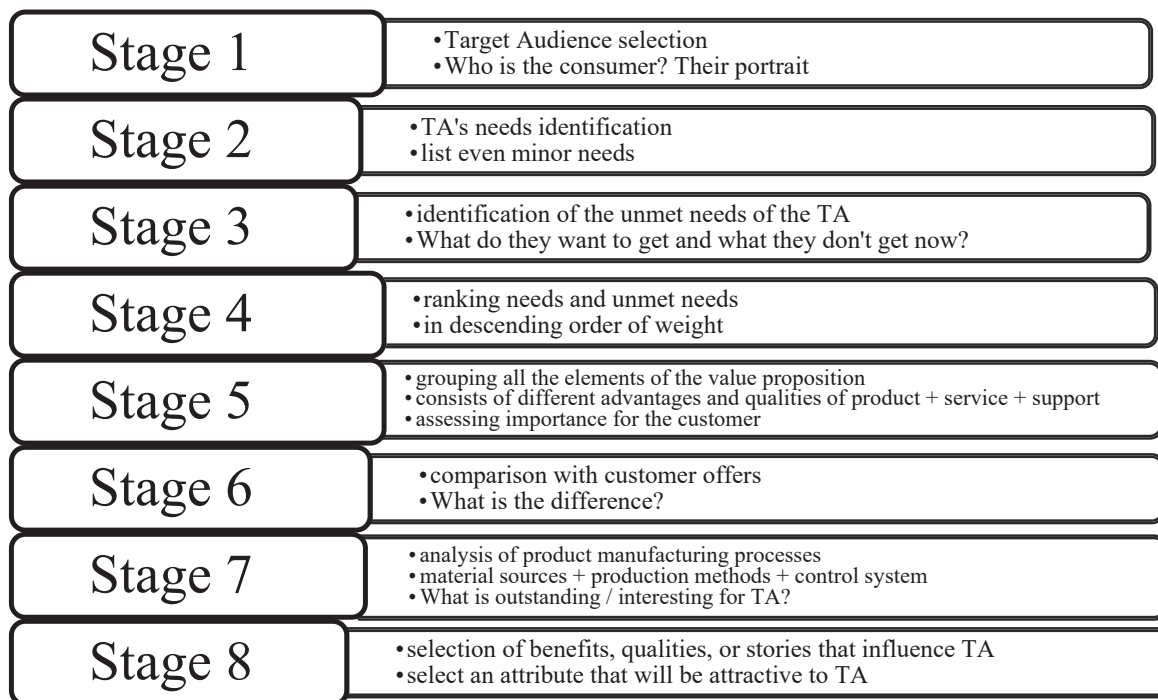 Stage 1
•Target Audience selection
•Who is the consumer? Their portrait
Stage 2
•TA's needs identification
•list even minor needs
Stage 3
•identification of the unmet needs of the TA
•What do they want to get and what they don't get now?
Stage 4
•ranking needs and unmet needs
•in descending order of weight
Stage 5
•grouping all the elements of the value proposition
•consists of different advantages and qualities of product + service + support
•assessing importance for the customer
Stage 6
•comparison with customer offers
•What is the difference?
Stage 7
•analysis of product manufacturing processes
•material sources + production methods + control system
•What is outstanding / interesting for TA?
Stage 8
•selection of benefits, qualities, or stories that influence TA
•select an attribute that will be attractive to TA